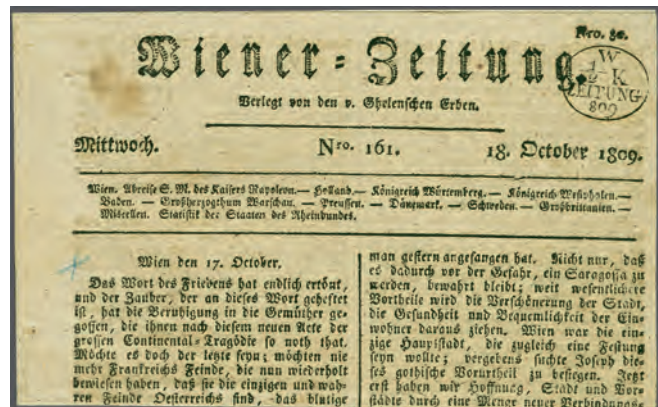 Nro. 80.
Wiener-Zeitung.
W
½ K
ZEITUNG
809
Verlegt von den v. Ghelenschen Erben.
Mittwoch. Nro. 161. 18. October 1809.
Wien. Abreise S. M. des Kaisers Napoleon. — Holland. — Königreich Würtemberg. — Königreich Westpholen. —
Baden. — Großherzogthum Warschau. — Preussen. — Dänemark. — Schweden. — Großbrittanien. —
Miscellen. Statistik der Staaten des Rheinbundes.
Wien den 17. October.
Das Wort des Friedens hat endlich ertönt,
und der Zauber, der an dieses Wort geheftet
ist, hat die Beruhigung in die Gemüther ge-
gossen, die ihnen nach diesem neuen Acte der
grossen Continental-Tragödie so noth that.
Möchte es doch der letzte seyn; möchten nie
mehr Frankreichs Feinde, die nun wiederholt
bewiesen haben, daß sie die einzigen und wah-
ren Feinde Oesterreichs sind, das blutige
man gestern angefangen hat. Nicht nur, daß
es dadurch vor der Gefahr, ein Saragossa zu
werden, bewahrt bleibt; weit wesentlichere
Vortheile wird die Verschönerung der Stadt,
die Gesundheit und Bequemlichkeit der Ein-
wohner daraus ziehen. Wien war die ein-
zige Hauptstadt, die zugleich eine Festung
seyn wollte; vergebens suchte Joseph die-
ses gothische Vorurtheil zu besiegen. Jetzt
erst haben wir Hoffnung, Stadt und Vor-
städte durch eine Menge neuer Verbindungs-